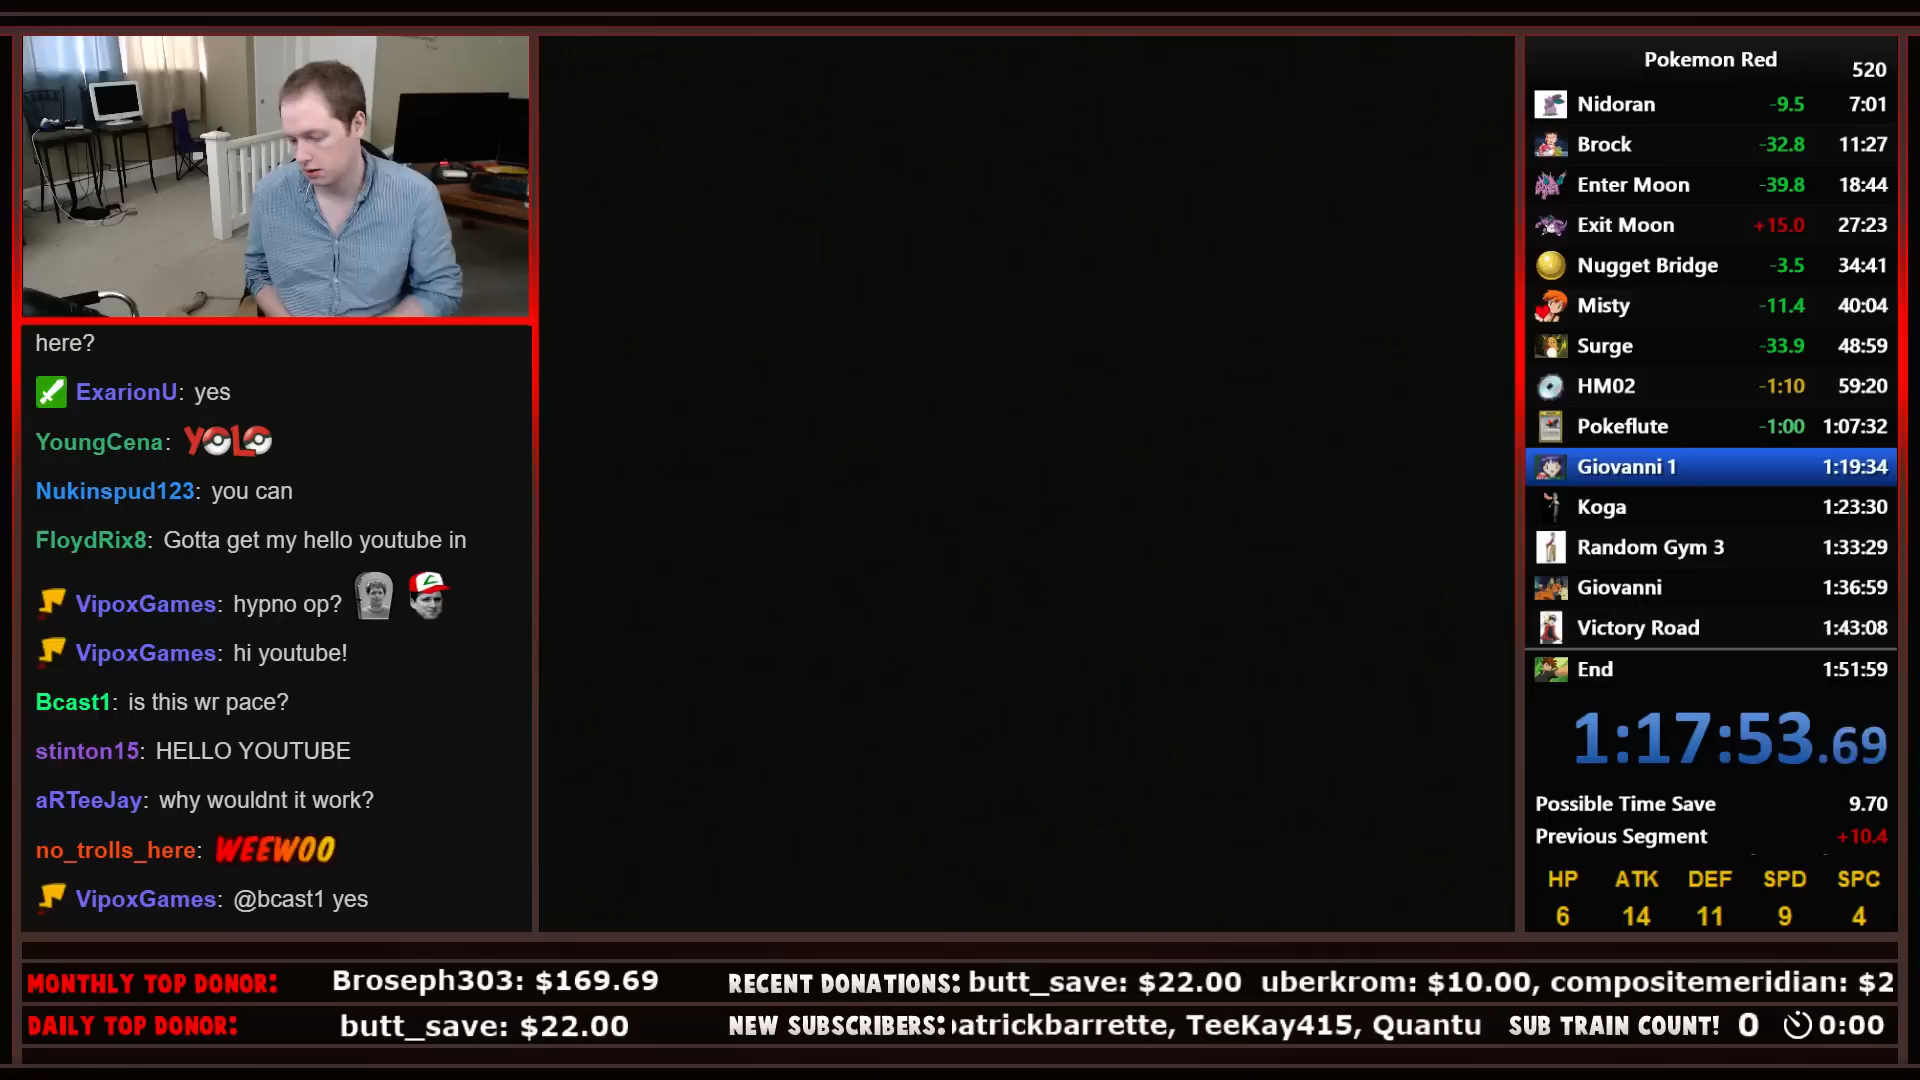 here?
ExarionU: yes
YoungCena: YOLO
Nukinspud123: you can
FloydRix8: Gotta get my hello youtube in
VipoxGames: hypno op?
VipoxGames: hi youtube!
Bcast1: is this wr pace?
stinton15: HELLO YOUTUBE
aRTeeJay: why wouldnt it work?
no_trolls_here: WEEWOO
VipoxGames: @bcast1 yes
Pokemon Red 520
Nidoran -9.5 7:01
Brock -32.8 11:27
Enter Moon -39.8 18:44
Exit Moon +15.0 27:23
Nugget Bridge -3.5 34:41
Misty -11.4 40:04
Surge -33.9 48:59
HM02 -1:10 59:20
Pokeflute -1:00 1:07:32
Giovanni 1 1:19:34
Koga 1:23:30
Random Gym 3 1:33:29
Giovanni 1:36:59
Victory Road 1:43:08
End 1:51:59
1:17:53.69
Possible Time Save 9.70
Previous Segment +10.4
HP ATK DEF SPD SPC
6 14 11 9 4
MONTHLY TOP DONOR: Broseph303: $169.69 RECENT DONATIONS: butt_save: $22.00 uberkrom: $10.00, compositemeridian: $2
DAILY TOP DONOR: butt_save: $22.00 NEW SUBSCRIBERS: atrickbarrette, TeeKay415, Quantu SUB TRAIN COUNT! 0 0:00